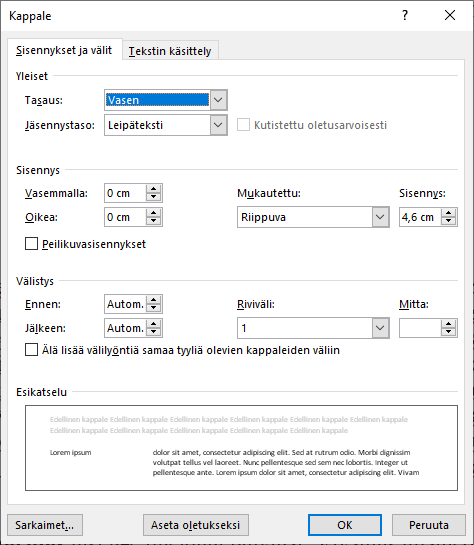 Kappale
Sisennykset ja välit
Tekstin käsittely
Yleiset
Tasaus:
Vasen
Jäsennystaso:
Leipäteksti
Kutistettu oletusarvoisesti
Sisennys
Vasemmalla:
0 cm
Mukautettu:
Sisennys:
Oikea:
0 cm
Riippuva
4,6 cm
Peilikuvasisennykset
Välistys
Ennen:
Autom.
Riviväli:
Mitta:
Jälkeen:
Autom.
1
Älä lisää välilyöntiä samaa tyyliä olevien kappaleiden väliin
Esikatselu
Edellinen kappale Edellinen kappale Edellinen kappale Edellinen kappale Edellinen kappale Edellinen kappale
Edellinen kappale Edellinen kappale Edellinen kappale Edellinen kappale Edellinen kappale
Lorem ipsum dolor sit amet, consectetur adipiscing elit. Sed at rutrum odio. Morbi dignissim
volutpat tellus vel laoreet. Nunc pellentesque sed sem nec lobortis. Integer ut
pellentesque ante. Lorem ipsum dolor sit amet, consectetur adipiscing elit. Vivam
Sarkaimet...
Aseta oletukseksi
OK
Peruuta